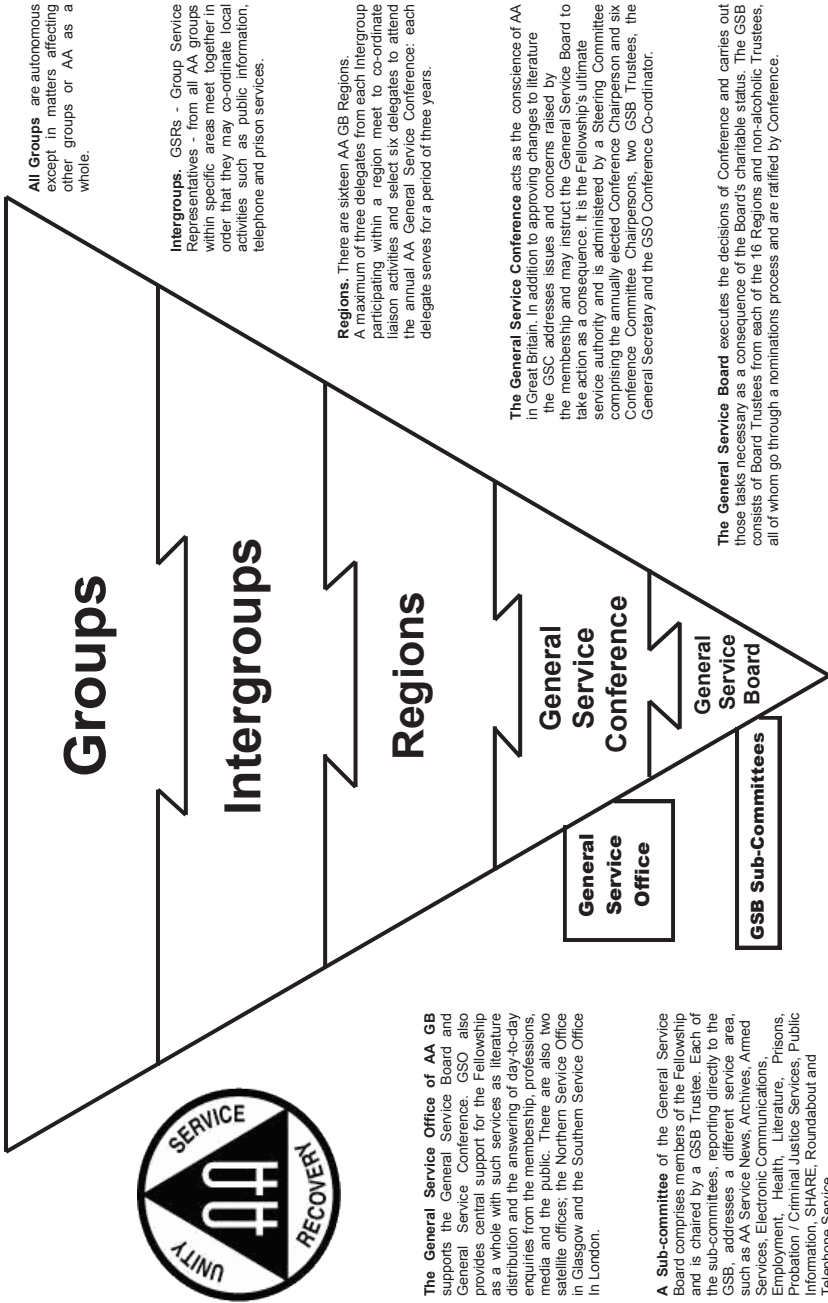 All Groups are autonomous
except in matters affecting
other groups or AA as a
whole.
Groups
SERVICE
UNITY
RECOVERY
Intergroups. GSRs - Group Service
Representatives - from all AA groups
within specific areas meet together in
order that they may co-ordinate local
activities such as public information,
telephone and prison services.
Intergroups
Regions. There are sixteen AA GB Regions.
A maximum of three delegates from each Intergroup
participating within a region meet to co-ordinate
liaison activities and select six delegates to attend
the annual AA General Service Conference: each
delegate serves for a period of three years.
Regions
The General Service Office of AA GB
supports the General Service Board and
General Service Conference. GSO also
provides central support for the Fellowship
as a whole with such services as literature
distribution and the answering of day-to-day
enquiries from the membership, professions,
media and the public. There are also two
satellite offices; the Northern Service Office
in Glasgow and the Southern Service Office
In London.
General
Service
Conference
The General Service Conference acts as the conscience of AA
in Great Britain. In addition to approving changes to literature
the GSC addresses issues and concerns raised by
the membership and may instruct the General Service Board to
take action as a consequence. It is the Fellowship's ultimate
service authority and is administered by a Steering Committee
comprising the annually elected Conference Chairperson and six
Conference Committee Chairpersons, two GSB Trustees, the
General Secretary and the GSO Conference Co-ordinator.
General
Service
Office
General
Service
Board
GSB Sub-Committees
The General Service Board executes the decisions of Conference and carries out
those tasks necessary as a consequence of the Board's charitable status. The GSB
consists of Board Trustees from each of the 16 Regions and non-alcoholic Trustees,
all of whom go through a nominations process and are ratified by Conference.
A Sub-committee of the General Service
Board comprises members of the Fellowship
and is chaired by a GSB Trustee. Each of
the sub-committees, reporting directly to the
GSB, addresses a different service area,
such as AA Service News, Archives, Armed
Services, Electronic Communications,
Employment, Health, Literature, Prisons,
Probation / Criminal Justice Services, Public
Information, SHARE, Roundabout and
Telephone Service